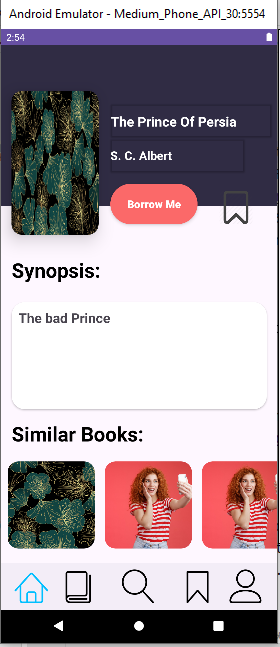 Android Emulator - Medium_Phone_API_30:5554
2:54
The Prince Of Persia
S. C. Albert
Borrow Me
Synopsis:
The bad Prince
Similar Books: